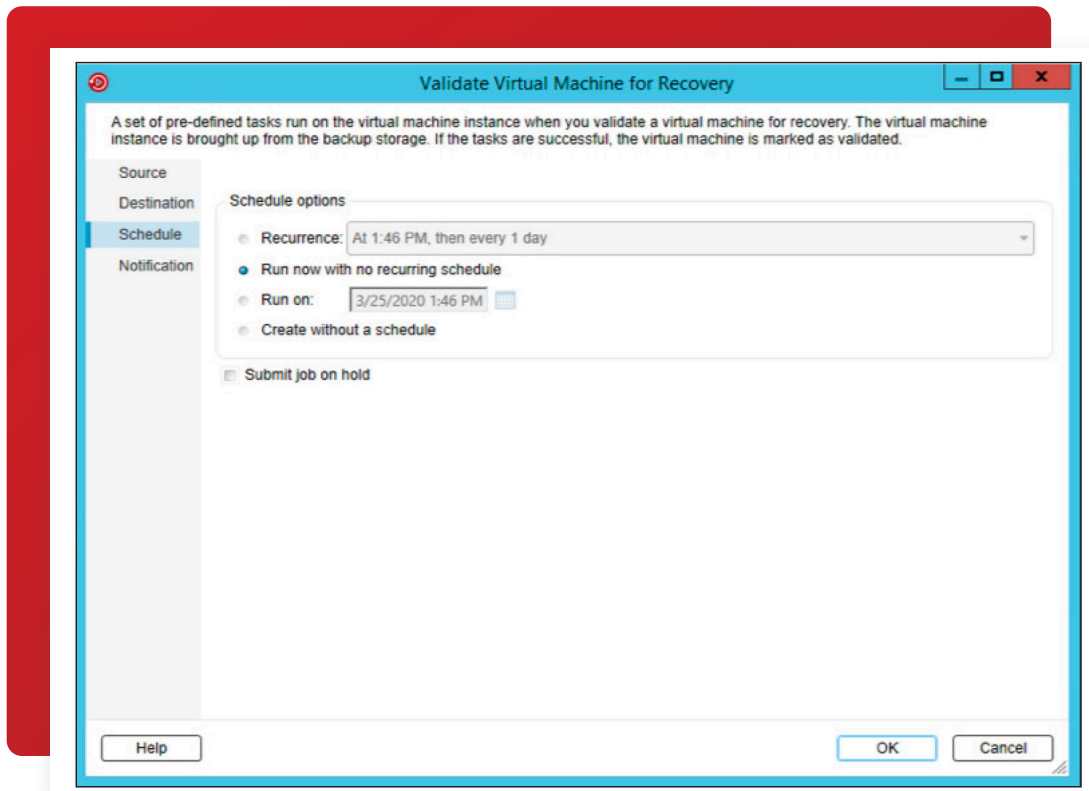 Validate Virtual Machine for Recovery
A set of pre-defined tasks run on the virtual machine instance when you validate a virtual machine for recovery. The virtual machine
instance is brought up from the backup storage. If the tasks are successful, the virtual machine is marked as validated.
Source
Destination
Schedule
Notification
Schedule options
Recurrence: At 1:46 PM, then every 1 day
Run now with no recurring schedule
Run on: 3/25/2020 1:46 PM
Create without a schedule
Submit job on hold
Help
OK
Cancel